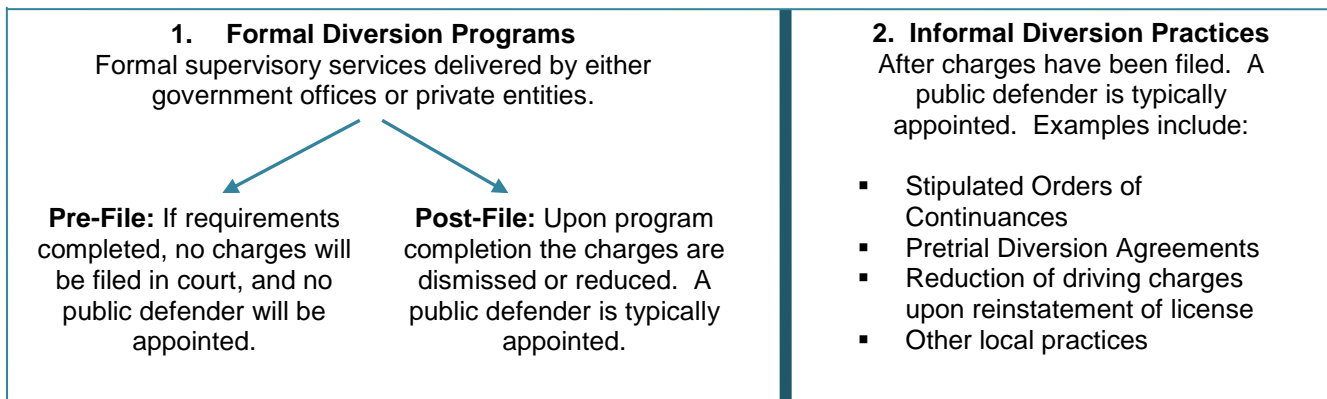 1. Formal Diversion Programs
Formal supervisory services delivered by either
government offices or private entities.
Pre-File: If requirements
completed, no charges will
be filed in court, and no
public defender will be
appointed.
Post-File: Upon program
completion the charges are
dismissed or reduced. A
public defender is typically
appointed.
2. Informal Diversion Practices
After charges have been filed. A
public defender is typically
appointed. Examples include:
▪ Stipulated Orders of
Continuances
▪ Pretrial Diversion Agreements
▪ Reduction of driving charges
upon reinstatement of license
▪ Other local practices